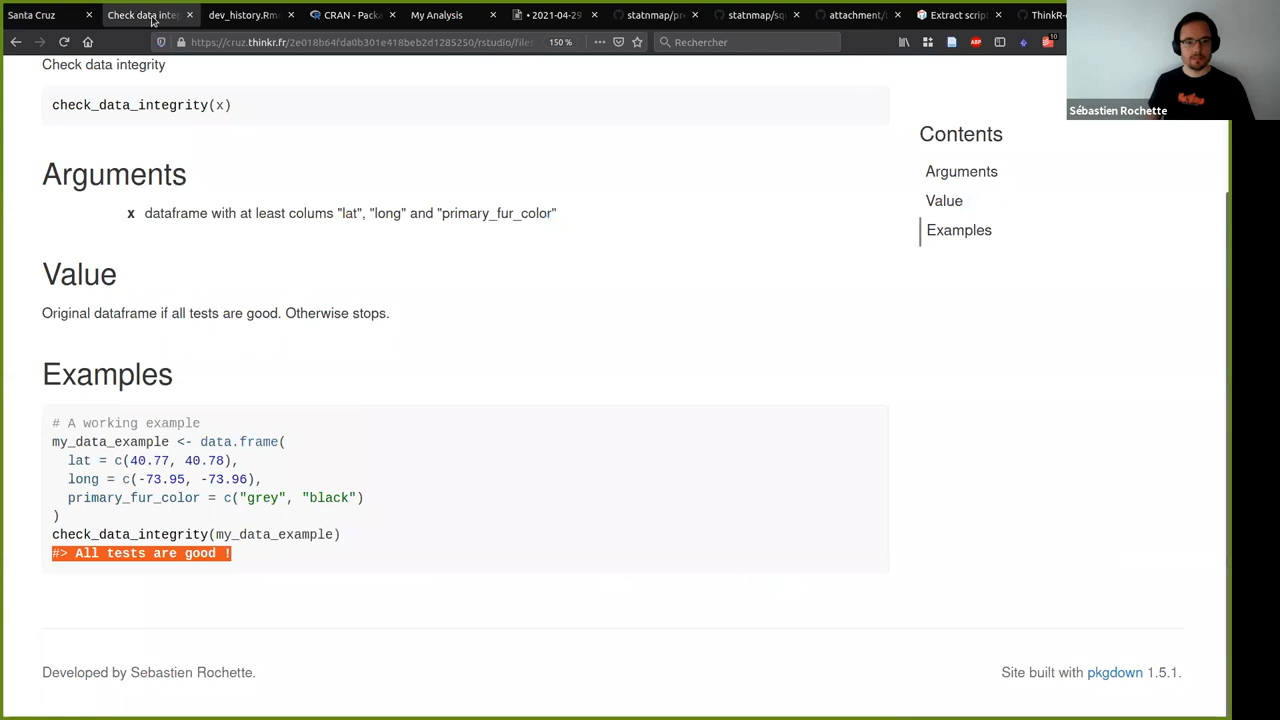 Santa Cruz
Check data inte
dev_history.Rm
CRAN - Packa
My Analysis
• 2021-04-29
statnmap/pr
statnmap/sq
attachment/
Extract scrip
ThinkR-
https://cruz.thinkr.fr/2e018b64fda0b301e418beb2d1285250/rstudio/files
150 %
Rechercher
ABP
10
Sébastien Rochette
Check data integrity
check_data_integrity(x)
Arguments
x dataframe with at least colums "lat", "long" and "primary_fur_color"
Value
Original dataframe if all tests are good. Otherwise stops.
Examples
# A working example
my_data_example <- data.frame(
lat = c(40.77, 40.78),
long = c(-73.95, -73.96),
primary_fur_color = c("grey", "black")
)
check_data_integrity(my_data_example)
#> All tests are good !
Contents
Arguments
Value
Examples
Developed by Sebastien Rochette.
Site built with pkgdown 1.5.1.